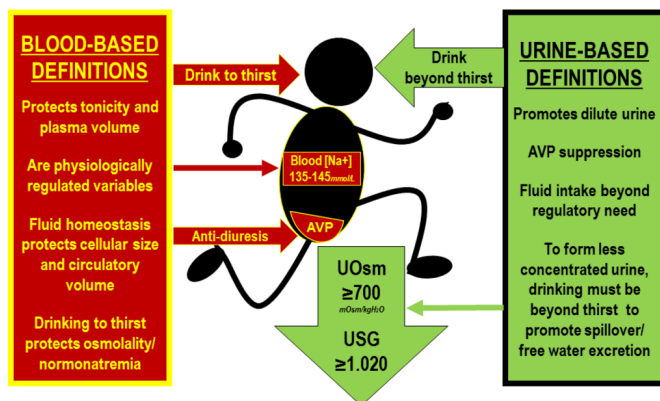 BLOOD-BASED
DEFINITIONS
Protects tonicity and
plasma volume
Are physiologically
regulated variables
Fluid homeostasis
protects cellular size
and circulatory
volume
Drinking to thirst
protects osmolality/
normonatremia
Drink to thirst
Blood [Na+]
135-145mmol/L
Anti-diuresis
AVP
UOsm
≥700
mOsm/kgH2O
USG
≥1.020
Drink
beyond thirst
URINE-BASED
DEFINITIONS
Promotes dilute urine
AVP suppression
Fluid intake beyond
regulatory need
To form less
concentrated urine,
drinking must be
beyond thirst to
promote spillover/
free water excretion